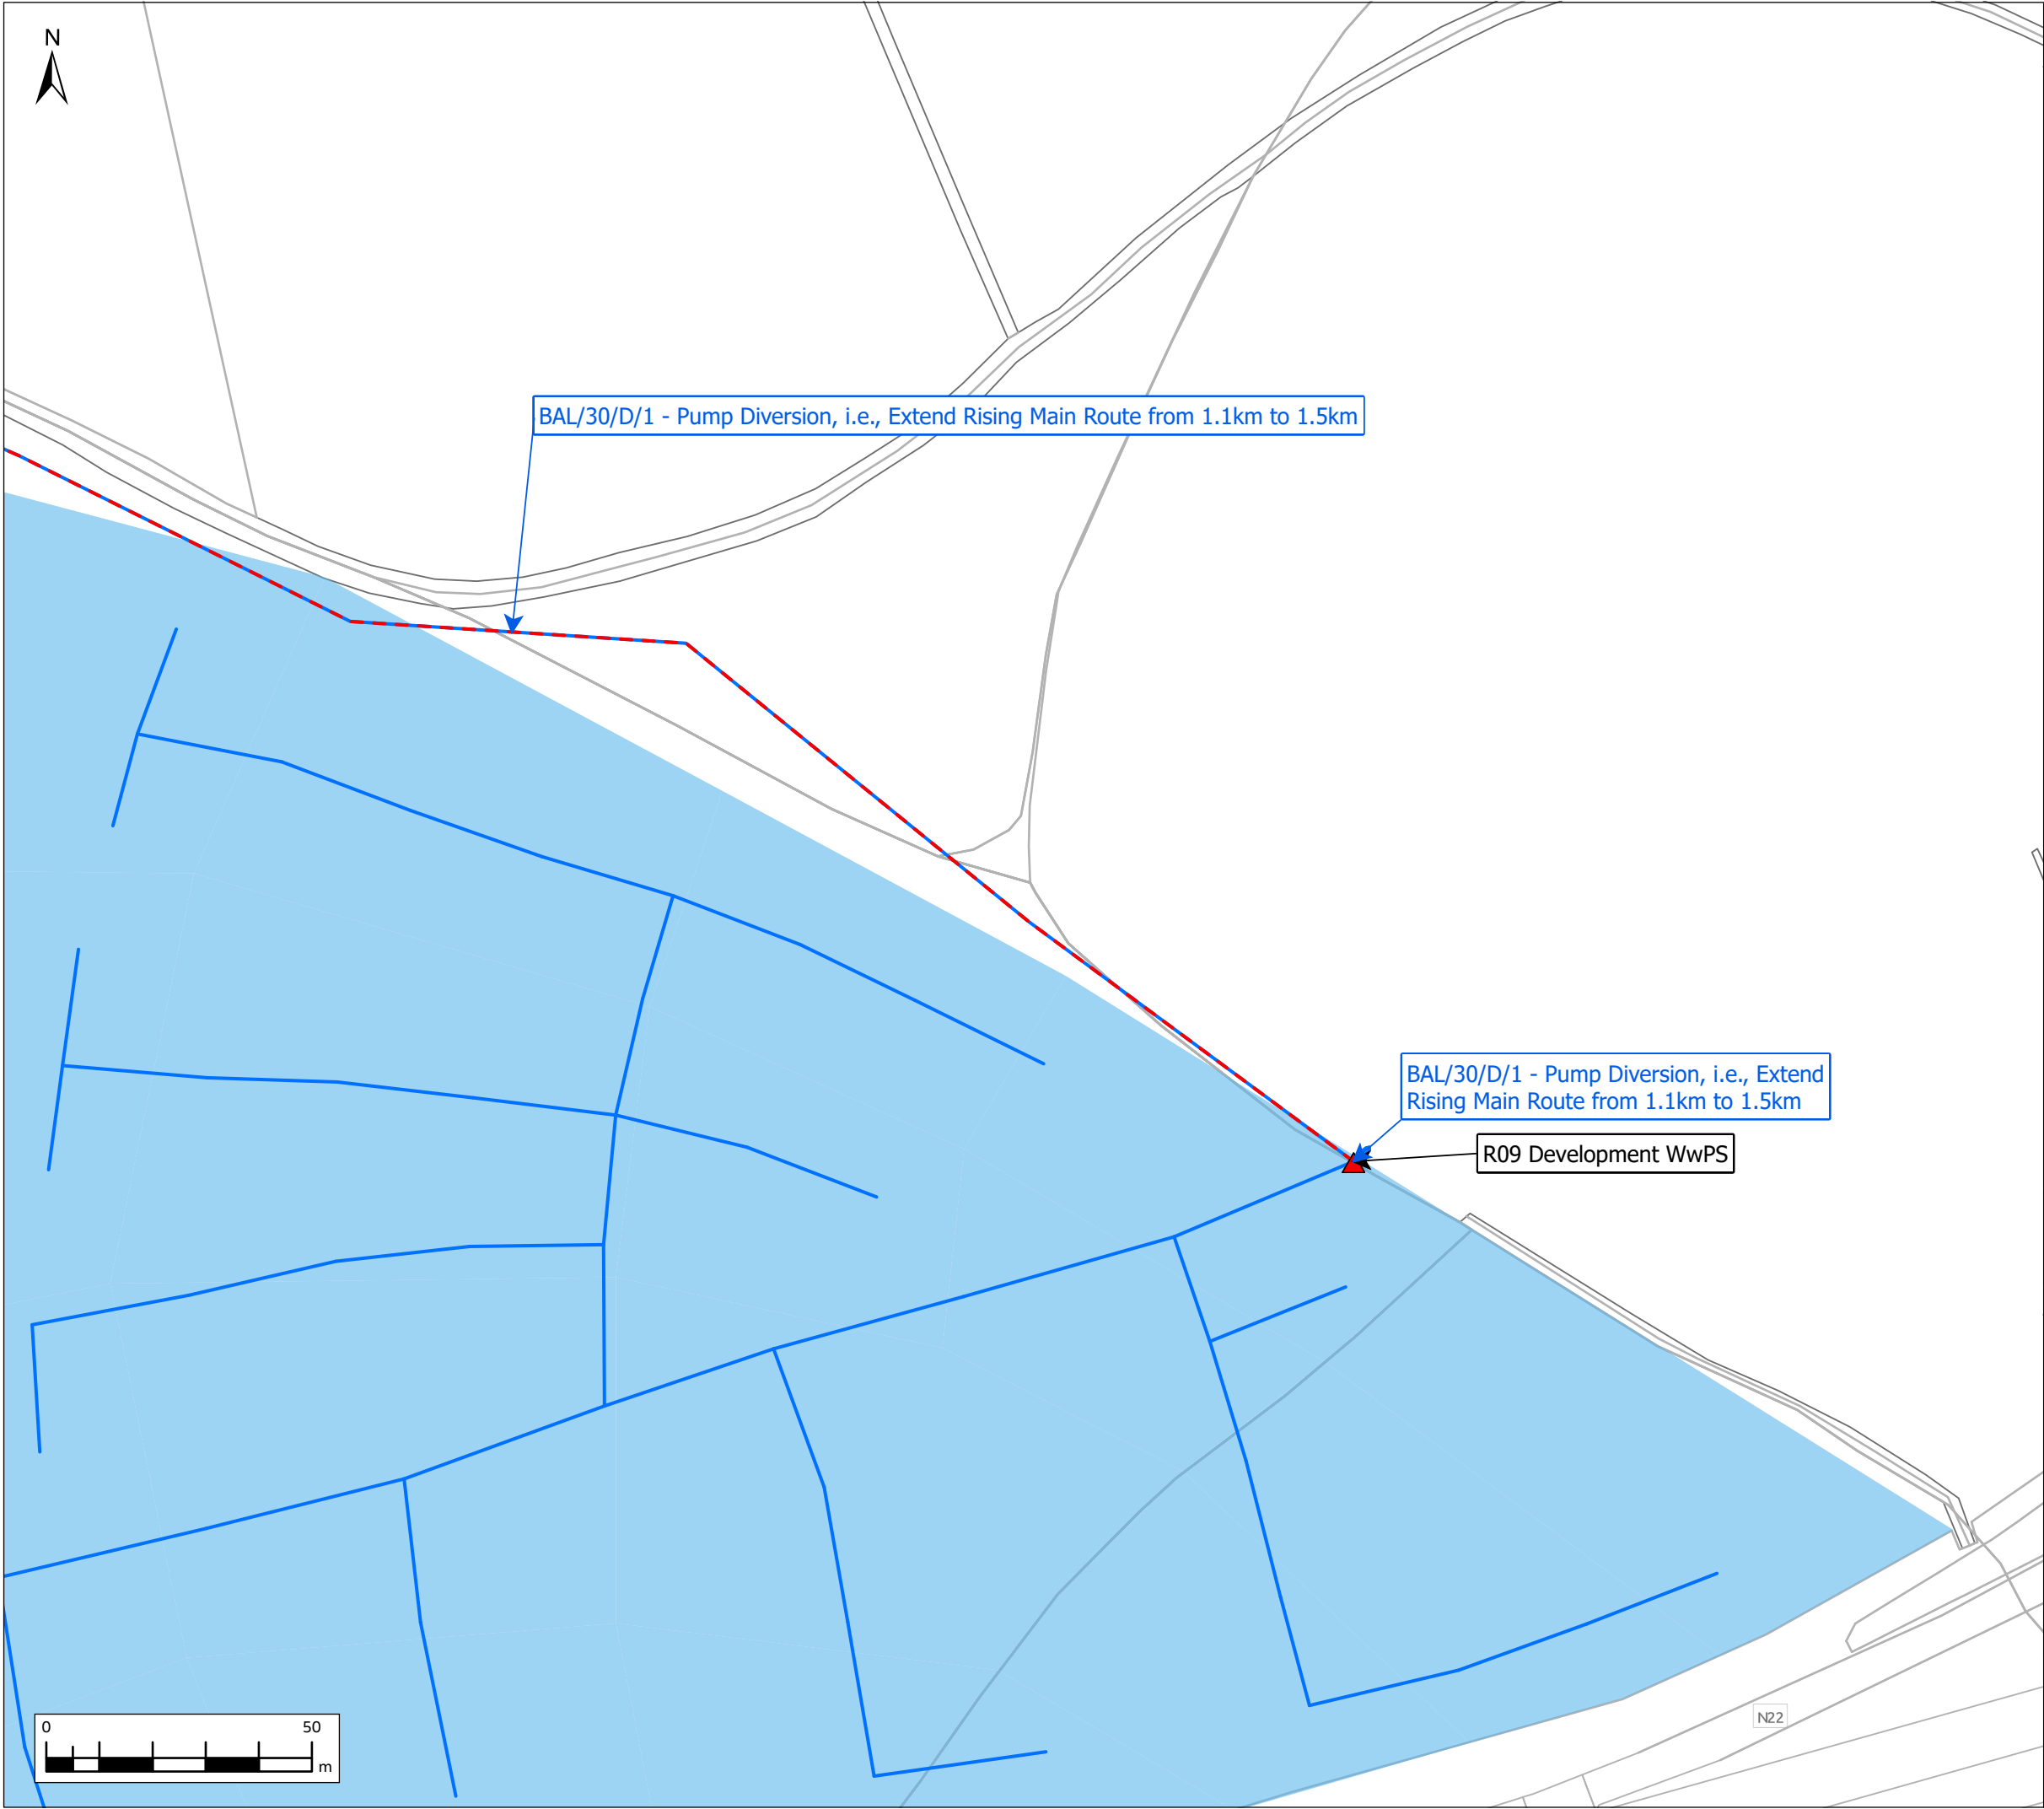 N
BAL/30/D/1 - Pump Diversion, i.e., Extend Rising Main Route from 1.1km to 1.5km
BAL/30/D/1 - Pump Diversion, i.e., Extend
Rising Main Route from 1.1km to 1.5km
R09 Development WwPS
N22
0 50
m